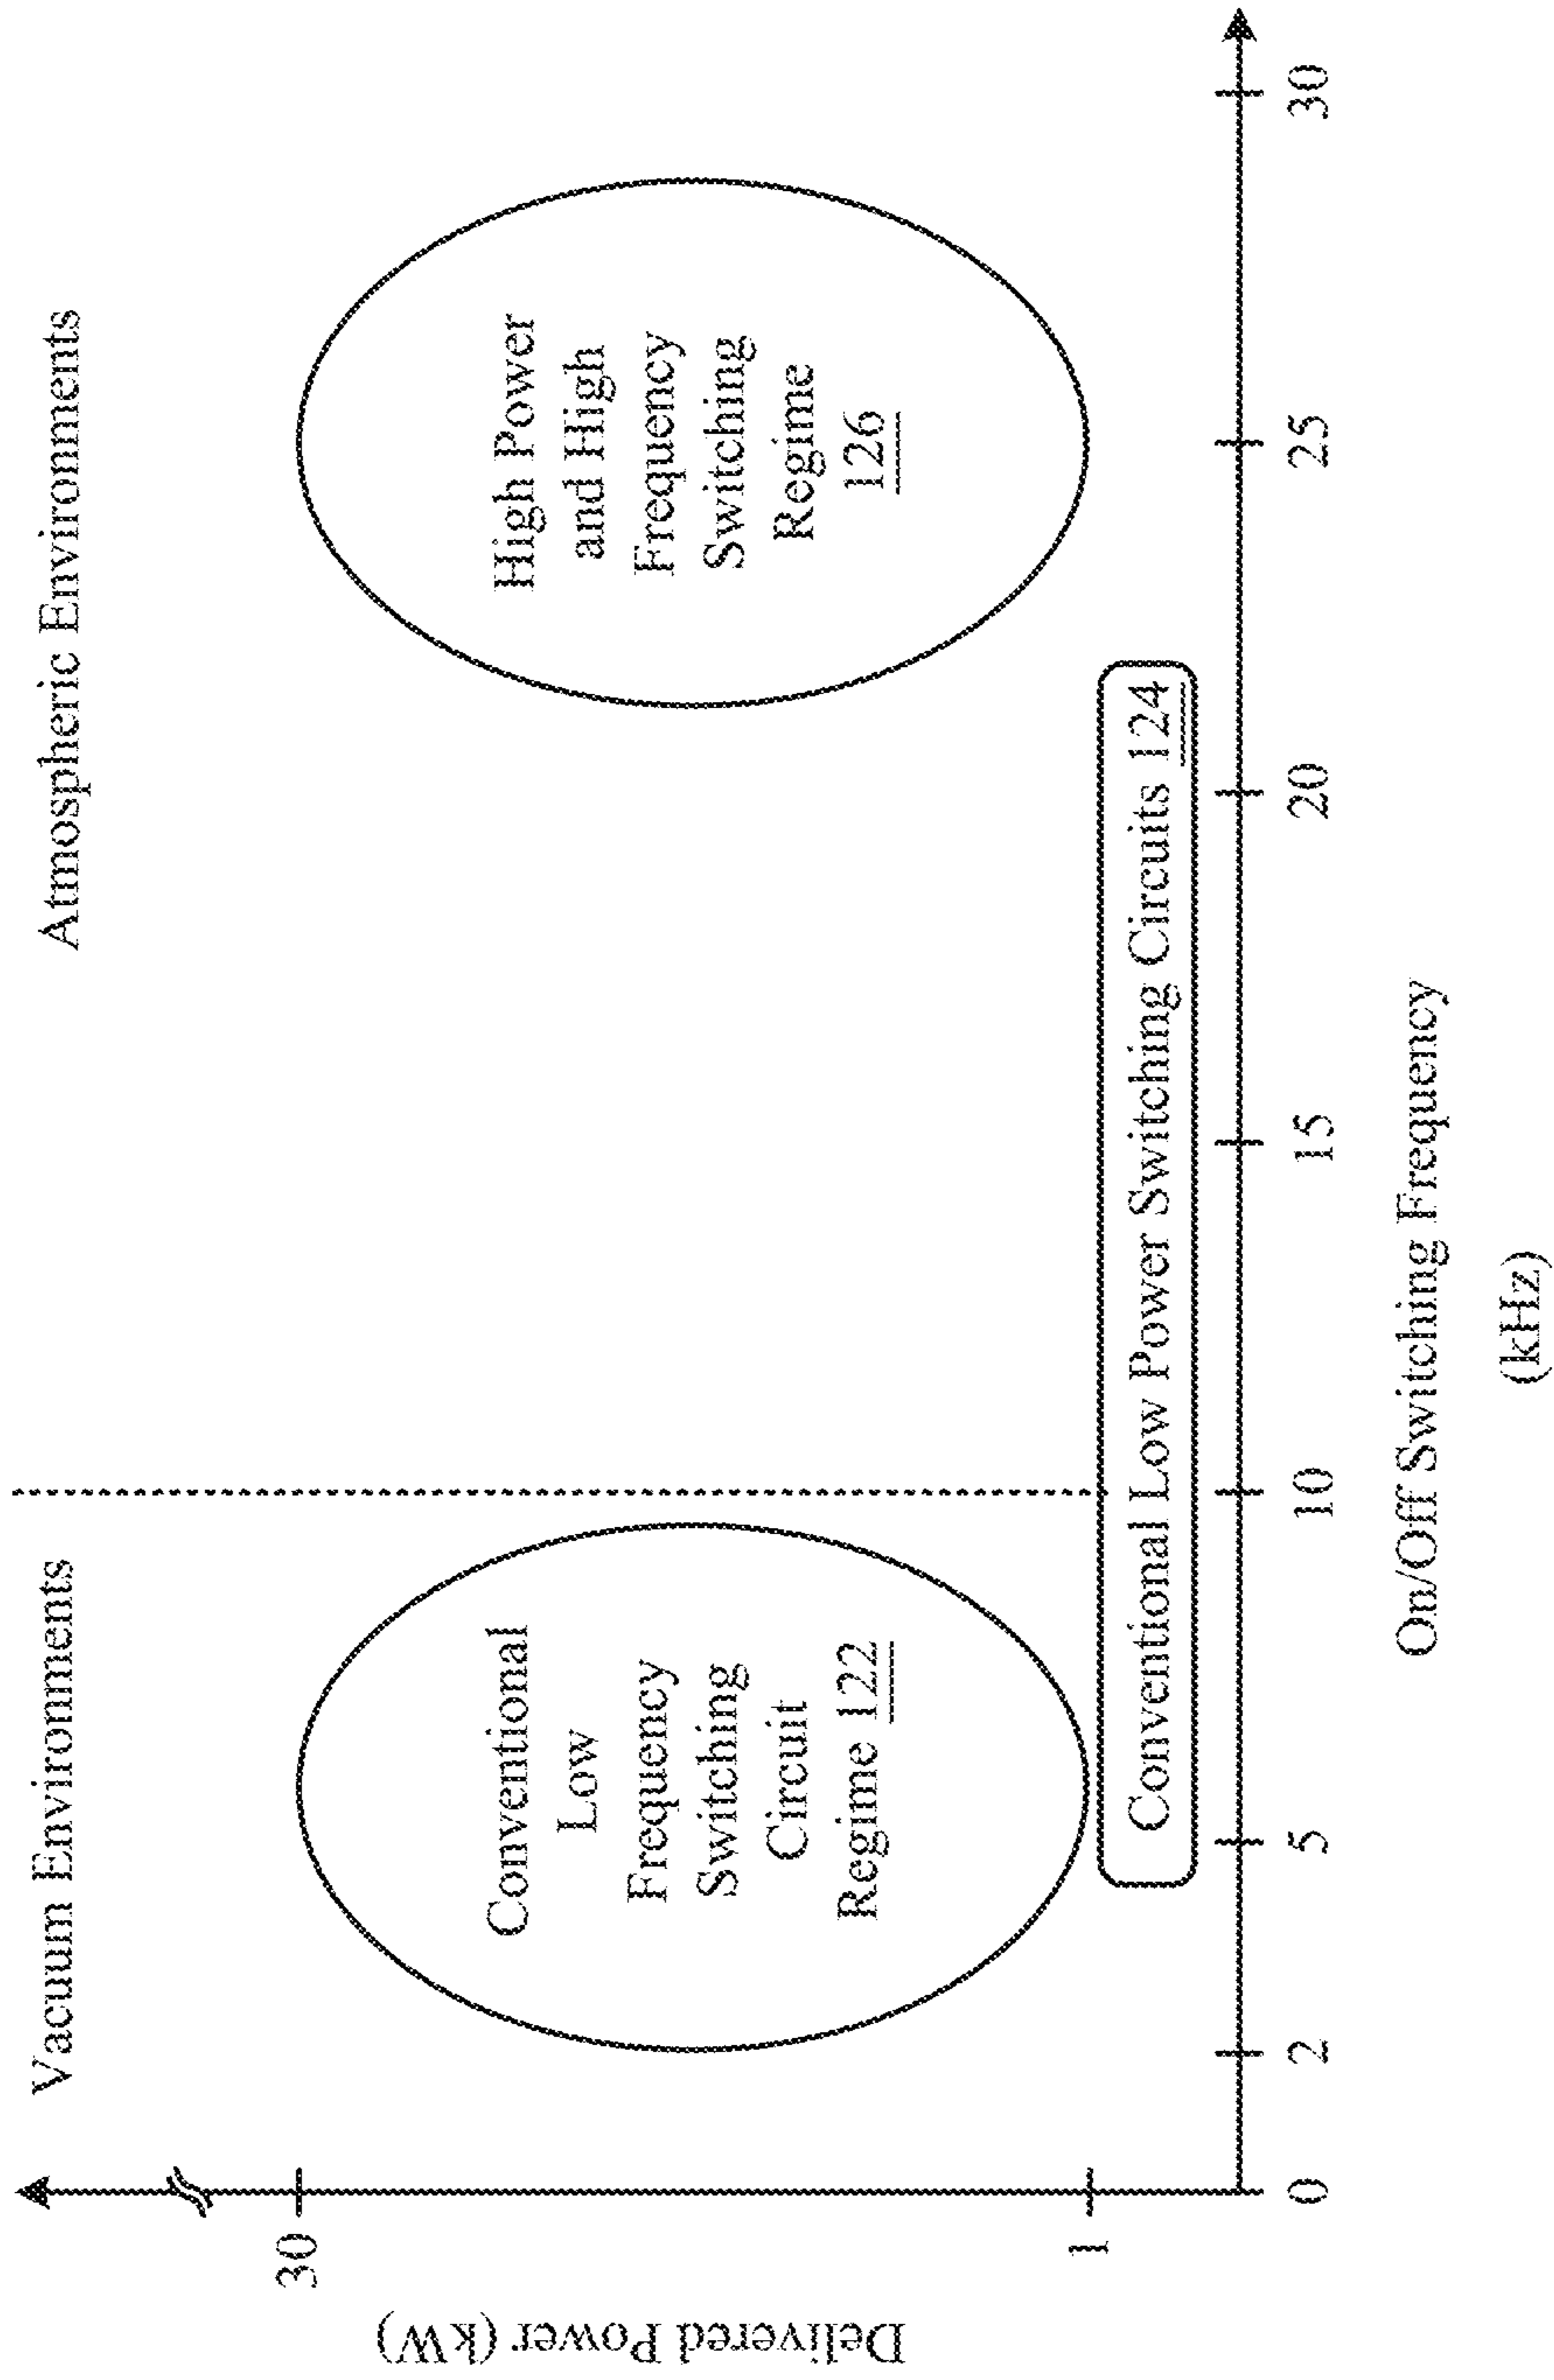 Vacuum Environments
Atmospheric Environments
Delivered Power (kW)
30
1
Conventional
Low
Frequency
Switching
Circuit
Regime 122
High Power
and High
Frequency
Switching
Regime
126
Conventional Low Power Switching Circuits 124
0
2
5
10
15
20
25
30
On/Off Switching Frequency
(kHz)